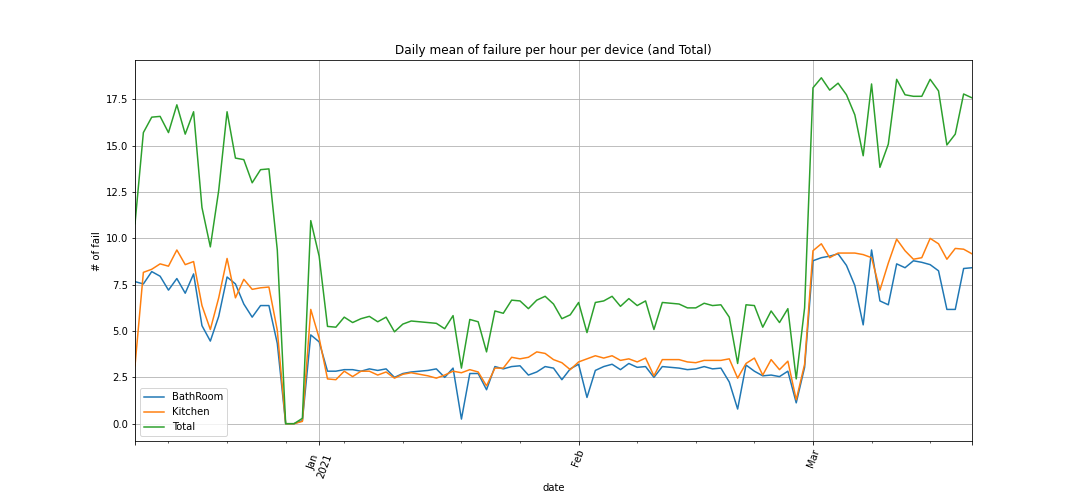 Daily mean of failure per hour per device (and Total)
# of fail
17.5
15.0
12.5
10.0
7.5
5.0
2.5
0.0
BathRoom
Kitchen
Total
Jan
2021
Feb
Mar
date